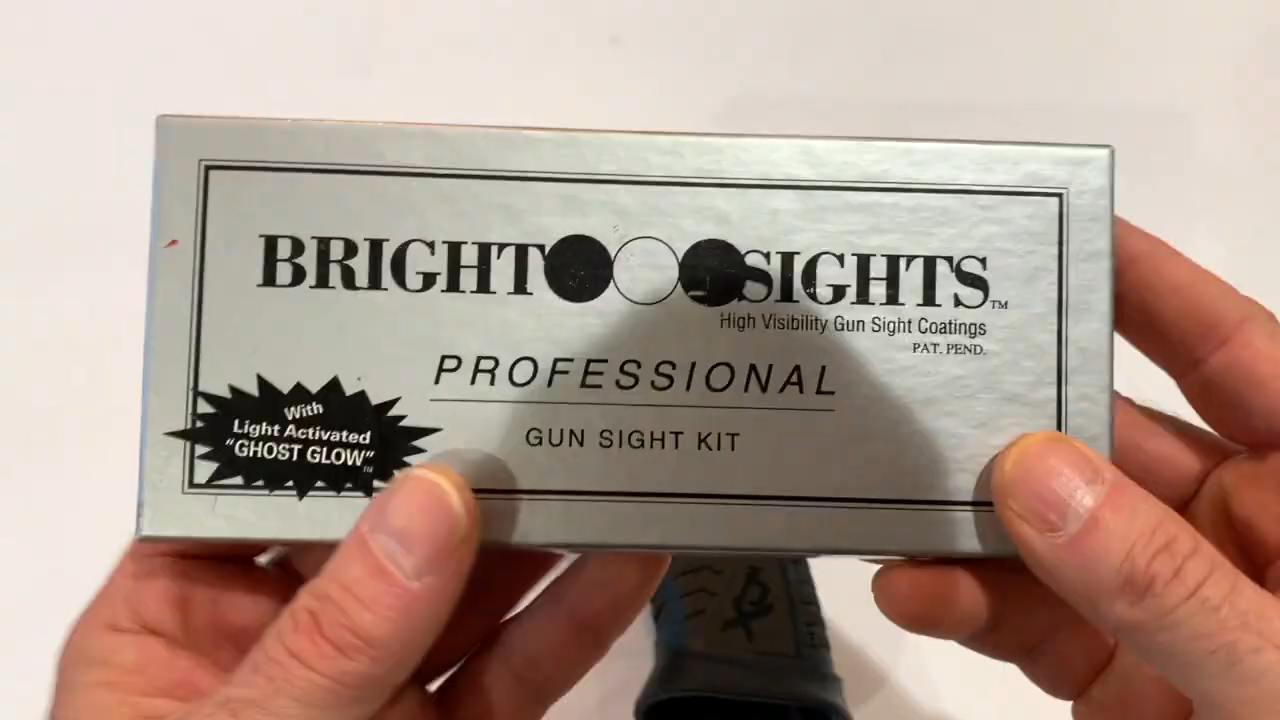 BRIGHT SIGHTS™
High Visibility Gun Sight Coatings
PAT. PEND.
PROFESSIONAL
GUN SIGHT KIT
With
Light Activated
"GHOST GLOW"™